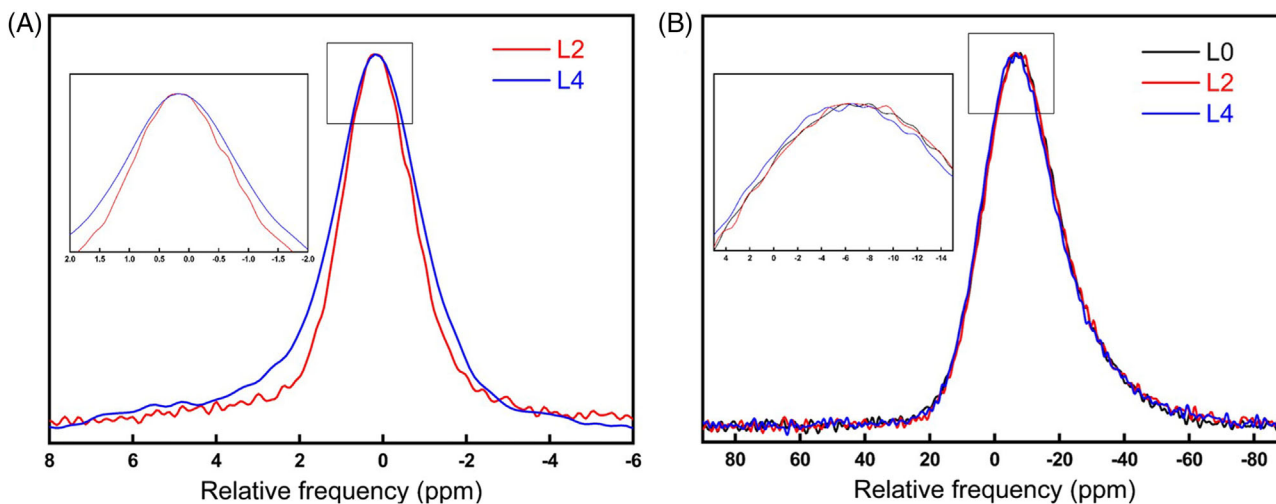 (A)
L2
L4
2.0 1.5 1.0 0.5 0.0 -0.5 -1.0 -1.5 -2.0
8 6 4 2 0 -2 -4 -6
Relative frequency (ppm)
(B)
L0
L2
L4
4 2 0 -2 -4 -6 -8 -10 -12 -14
80 60 40 20 0 -20 -40 -60 -80
Relative frequency (ppm)